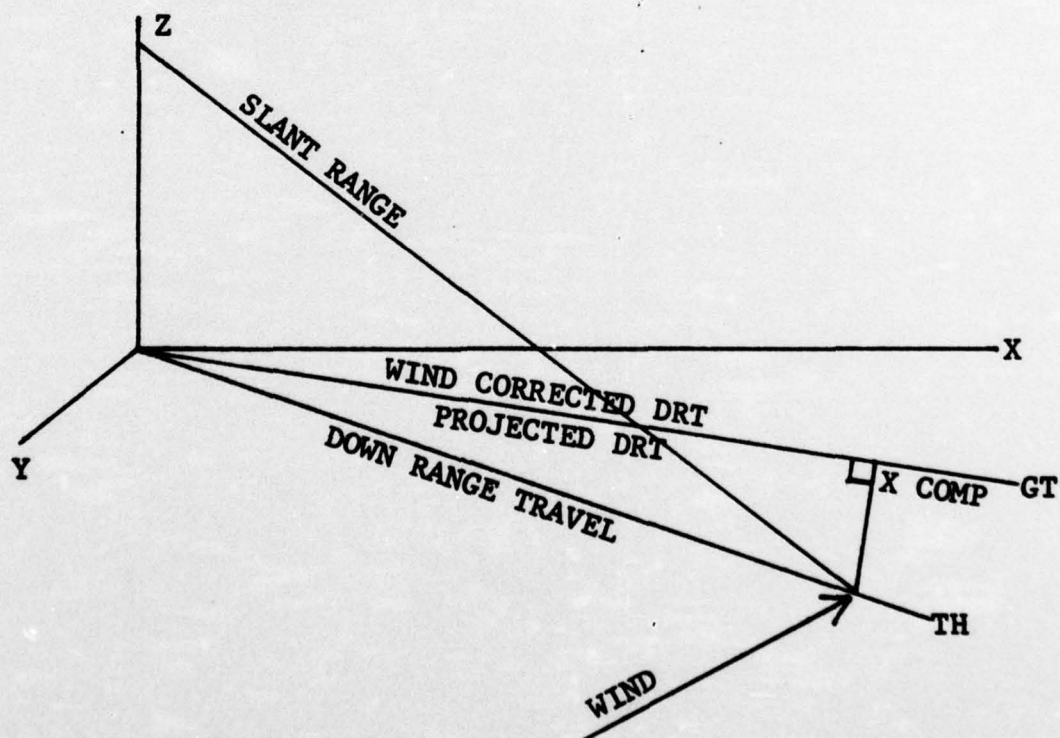 Z
SLANT RANGE
X
WIND CORRECTED DRT
PROJECTED DRT
DOWN RANGE TRAVEL
Y
X COMP
GT
TH
WIND